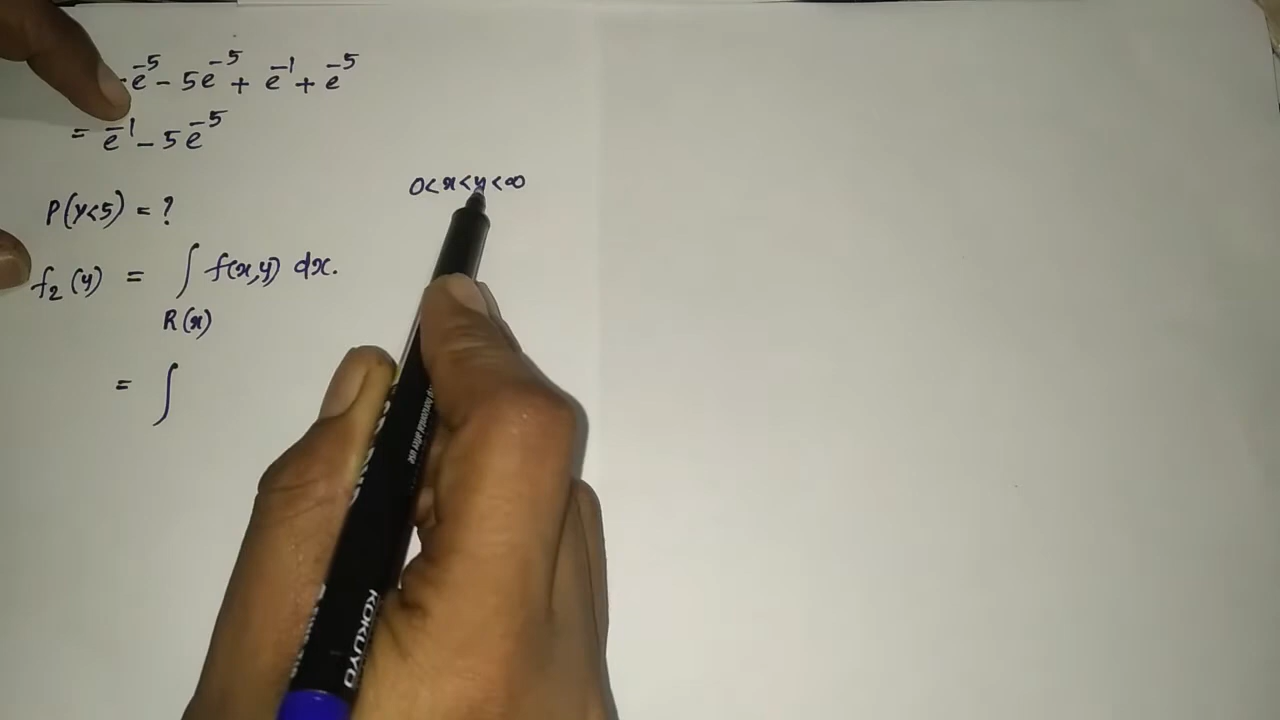 e⁻⁵ - 5e⁻⁵ + e⁻¹ + e⁻⁵
= e⁻¹ - 5e⁻⁵
0<x<y<∞
P(Y<5) = ?
f₂(y) = ∫ f(x,y) dx.
R(x)
= ∫
KOKUYO